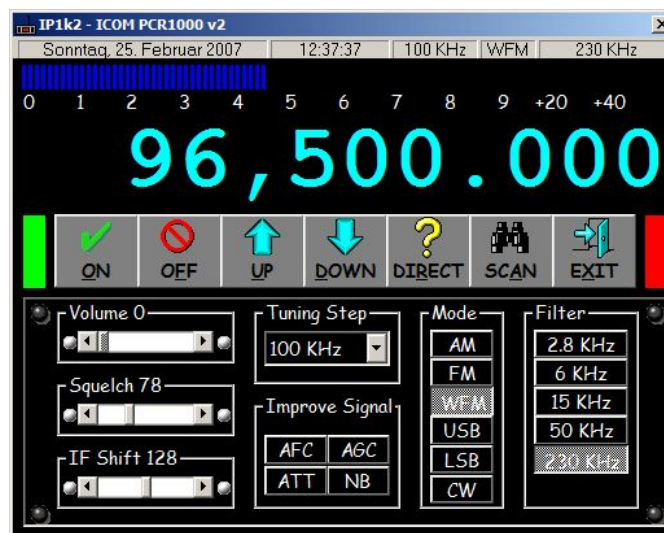 IP1k2 - ICOM PCR1000 v2
Sonntag, 25. Februar 2007 12:37:37 100 KHz WFM 230 KHz
0 1 2 3 4 5 6 7 8 9 +20 +40
96,500.000
ON OFF UP DOWN DIRECT SCAN EXIT
Volume 0
Squelch 78
IF Shift 128
Tuning Step
100 KHz
Improve Signal
AFC AGC
ATT NB
Mode
AM
FM
WFM
USB
LSB
CW
Filter
2.8 KHz
6 KHz
15 KHz
50 KHz
230 KHz